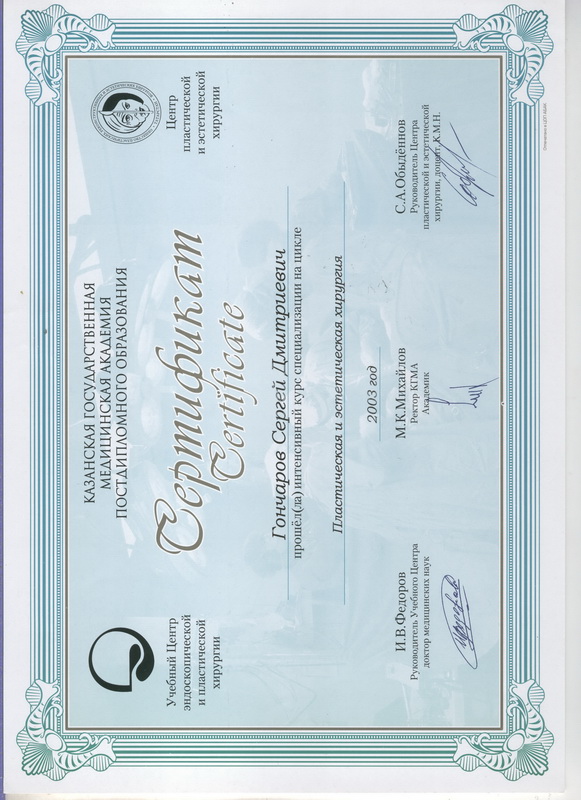 КАЗАНСКАЯ ГОСУДАРСТВЕННАЯ
МЕДИЦИНСКАЯ АКАДЕМИЯ
ПОСТДИПЛОМНОГО ОБРАЗОВАНИЯ
Учебный Центр
эндоскопической
и пластической
хирургии
Центр
пластической
и эстетической
хирургии
Сертификат
Certificate
Гончаров Сергей Дмитриевич
прошёл(ла) интенсивный курс специализации на цикле
Пластическая и эстетическая хирургия
2003 год
И.В.Федоров
Руководитель Учебного Центра
доктор медицинских наук
М.К.Михайлов
Ректор КГМА
Академик
С.А.Обыдённов
Руководитель Центра
пластической и эстетической
хирургии, доцент, К.М.Н.